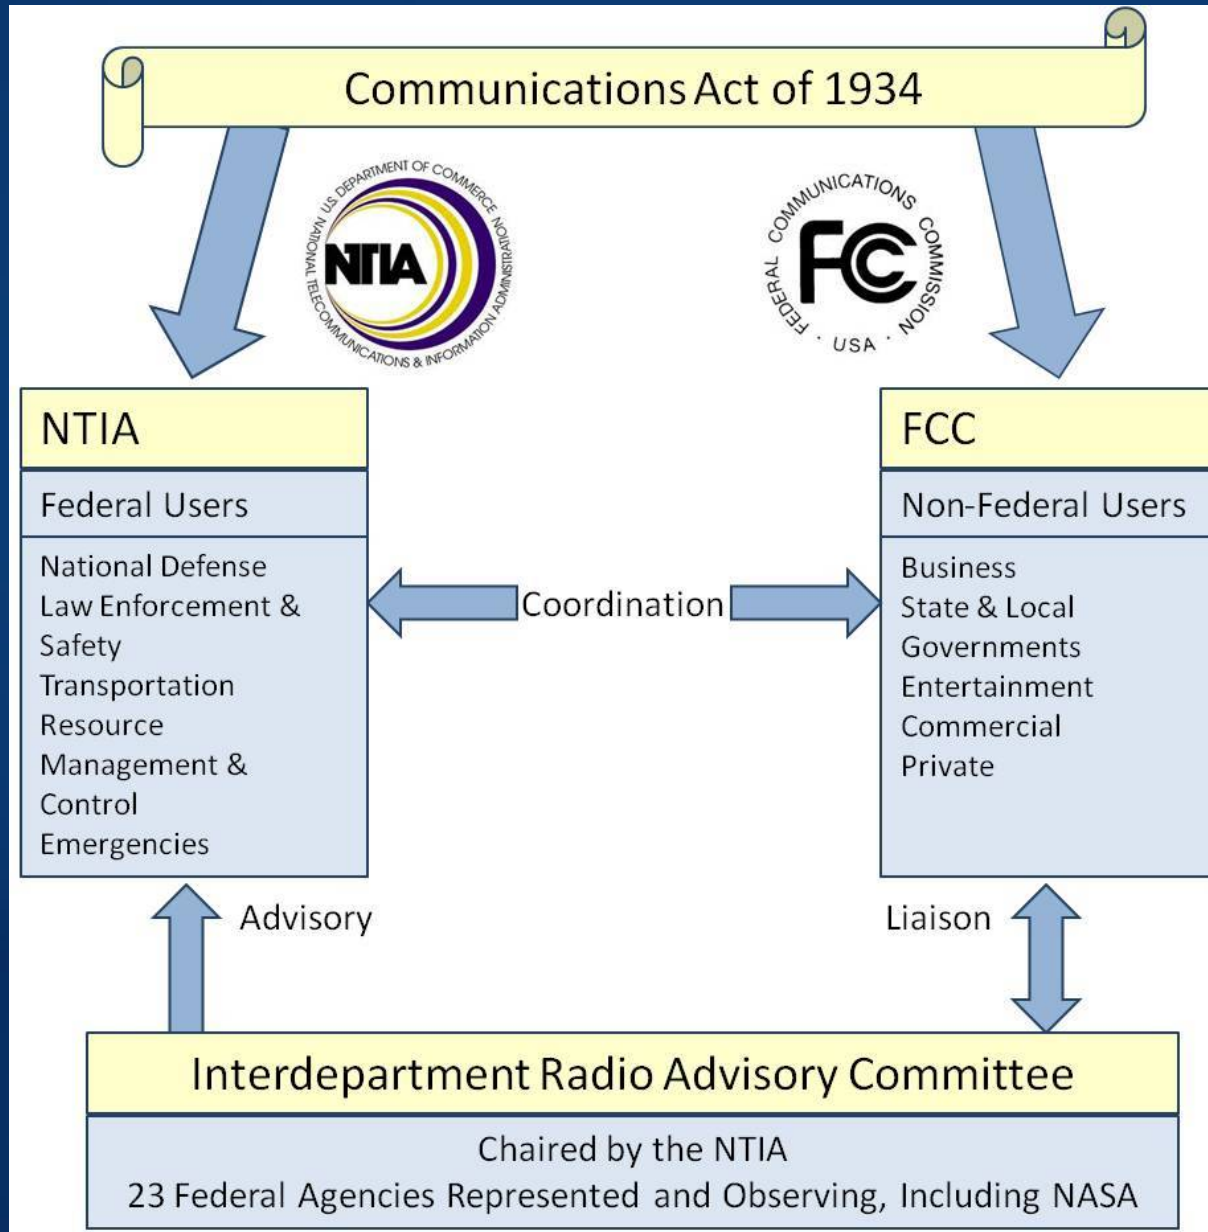 Communications Act of 1934
NATIONAL TELECOMMUNICATIONS & INFORMATION ADMINISTRATION
U.S. DEPARTMENT OF COMMERCE
NTIA
FEDERAL COMMUNICATIONS COMMISSION
FCC
· USA ·
NTIA
Federal Users
National Defense
Law Enforcement &
Safety
Transportation
Resource
Management &
Control
Emergencies
Coordination
FCC
Non-Federal Users
Business
State & Local
Governments
Entertainment
Commercial
Private
Advisory
Liaison
Interdepartment Radio Advisory Committee
Chaired by the NTIA
23 Federal Agencies Represented and Observing, Including NASA